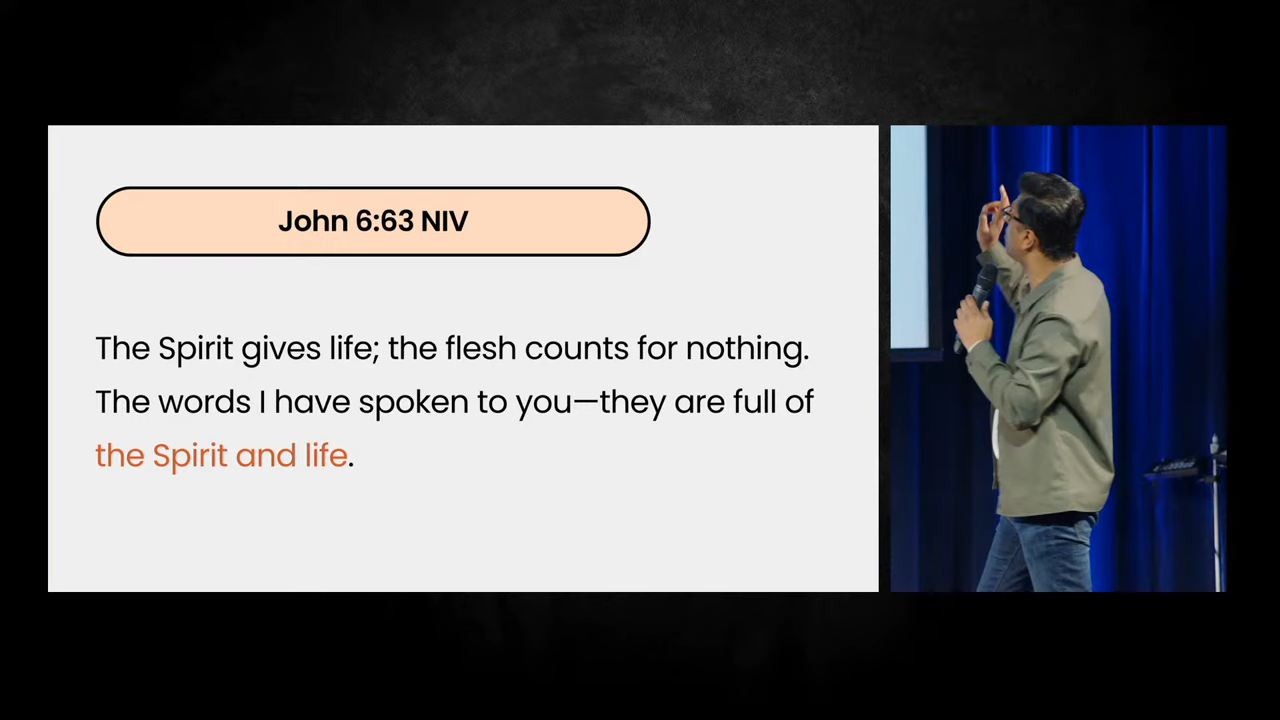 John 6:63 NIV
The Spirit gives life; the flesh counts for nothing.
The words I have spoken to you—they are full of
the Spirit and life.